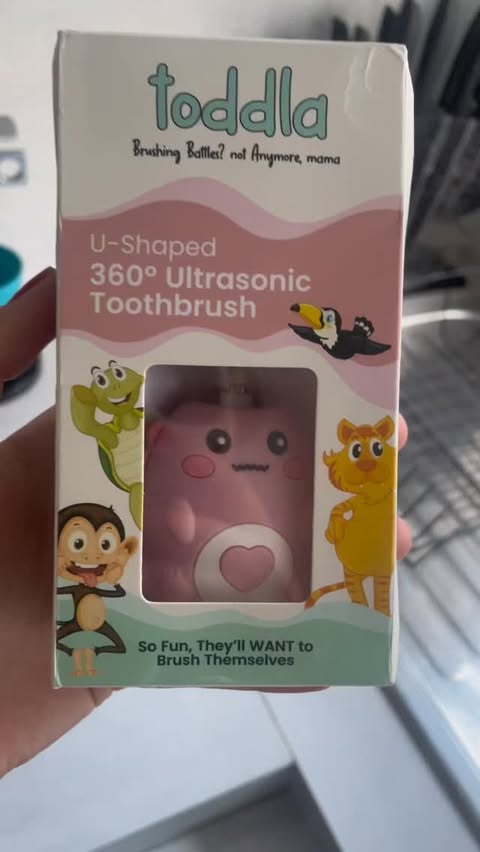 toddla
Brushing Battles? not Anymore, mama
U-Shaped
360° Ultrasonic
Toothbrush
So Fun, They'll WANT to
Brush Themselves